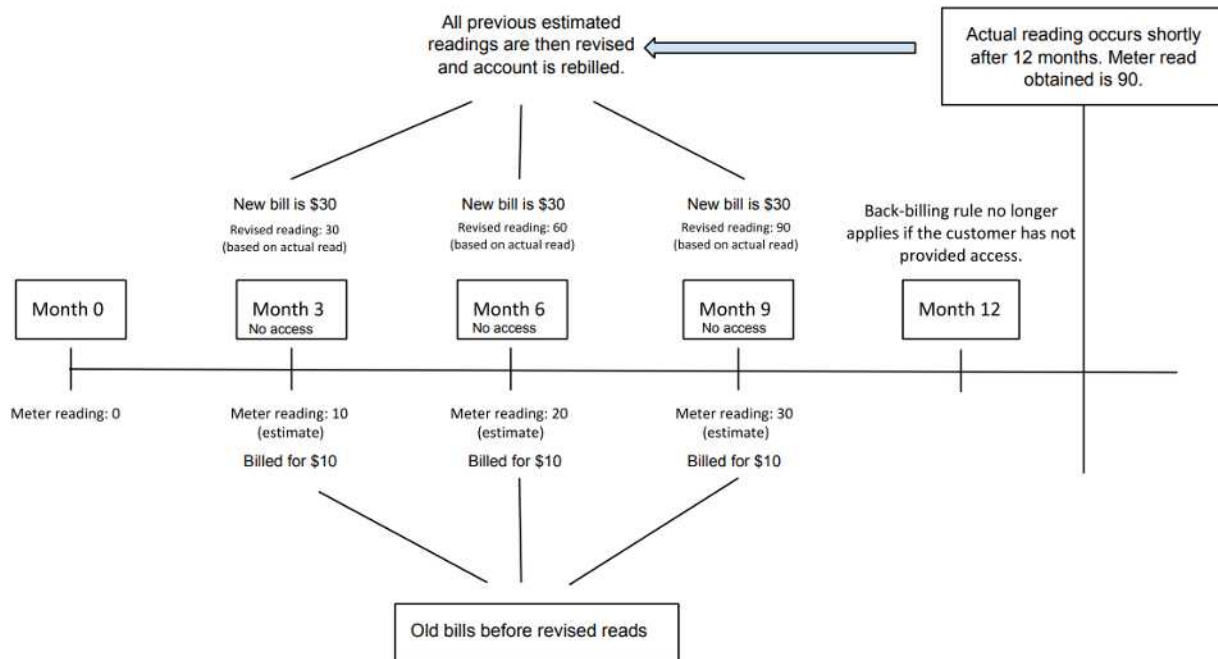 All previous estimated
readings are then revised
and account is rebilled.
Actual reading occurs shortly
after 12 months. Meter read
obtained is 90.
New bill is $30
Revised reading: 30
(based on actual read)
New bill is $30
Revised reading: 60
(based on actual read)
New bill is $30
Revised reading: 90
(based on actual read)
Back-billing rule no longer
applies if the customer has not
provided access.
Month 0
Month 3
No access
Month 6
No access
Month 9
No access
Month 12
Meter reading: 0
Meter reading: 10
(estimate)
Billed for $10
Meter reading: 20
(estimate)
Billed for $10
Meter reading: 30
(estimate)
Billed for $10
Old bills before revised reads